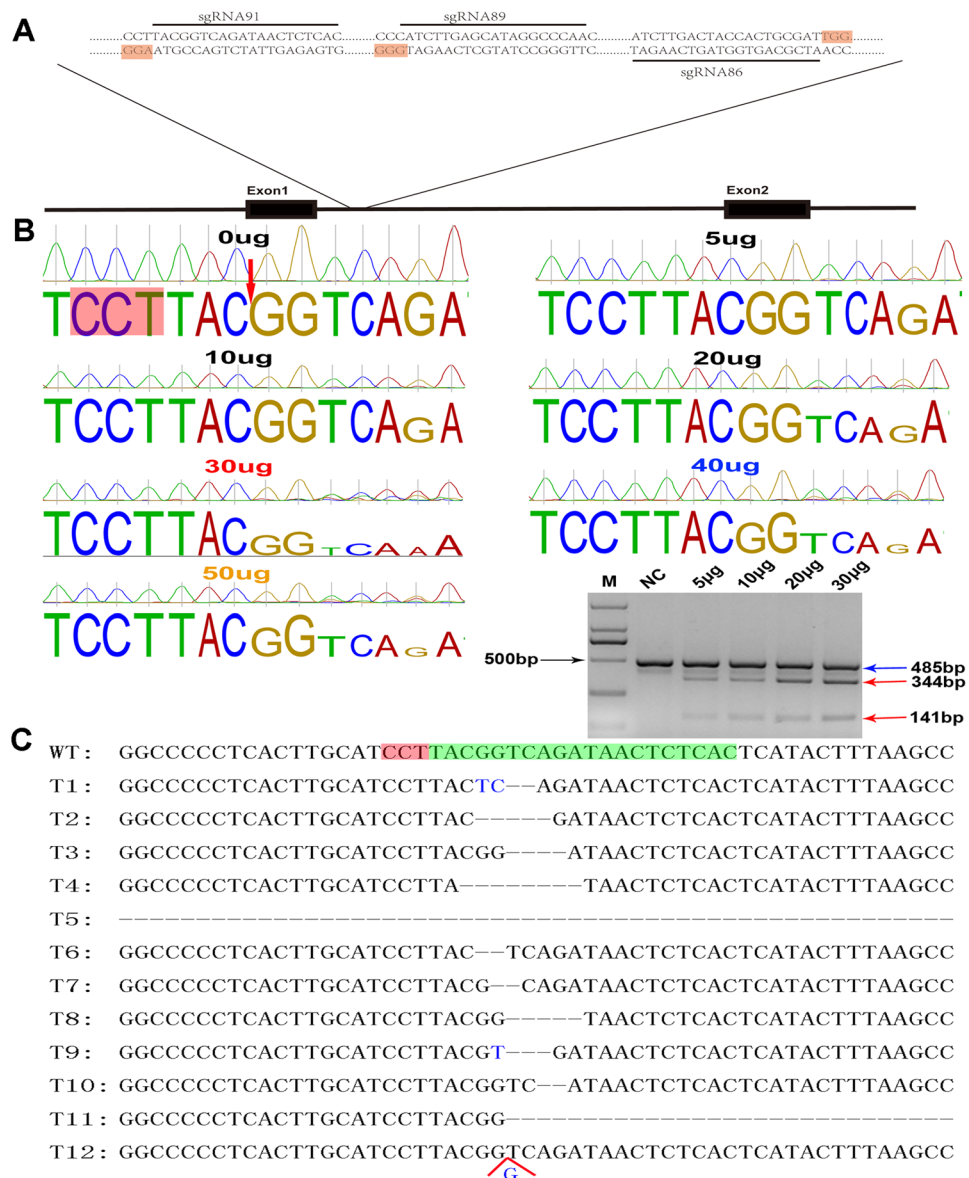 A
sgRNA91
sgRNA89
.........CCTTACGGTCAGATAACTCTCAC.........CCCATCTTGAGCATAGGCCCAAC.........ATCTTGACTACCACTGCGATTGG.........
.........GGAATGCCAGTCTATTGAGAGTG.........GGGTAGAACTCGTATCCGGGTTC.........TAGAACTGATGGTGACGCTAACC.........
sgRNA86
Exon1
Exon2
B
0ug
TCCTTACGGTCAGA
5ug
TCCTTACGGTCAGA
10ug
TCCTTACGGTCAGA
20ug
TCCTTACGGTCAGA
30ug
TCCTTACGGTCAAA
40ug
TCCTTACGGTCAGA
50ug
TCCTTACGGTCAGA
M NC 5μg 10μg 20μg 30μg
500bp
485bp
344bp
141bp
C
WT: GGCCCCCTCACTTGCATCCTTACGGTCAGATAACTCTCACTCATACTTTAAGCC
T1: GGCCCCCTCACTTGCATCCTTACTC--AGATAACTCTCACTCATACTTTAAGCC
T2: GGCCCCCTCACTTGCATCCTTAC-----GATAACTCTCACTCATACTTTAAGCC
T3: GGCCCCCTCACTTGCATCCTTACGG----ATAACTCTCACTCATACTTTAAGCC
T4: GGCCCCCTCACTTGCATCCTTA--------TAACTCTCACTCATACTTTAAGCC
T5: ------------------------------------------------------
T6: GGCCCCCTCACTTGCATCCTTAC--TCAGATAACTCTCACTCATACTTTAAGCC
T7: GGCCCCCTCACTTGCATCCTTACG--CAGATAACTCTCACTCATACTTTAAGCC
T8: GGCCCCCTCACTTGCATCCTTACGG-----TAACTCTCACTCATACTTTAAGCC
T9: GGCCCCCTCACTTGCATCCTTACGT---GATAACTCTCACTCATACTTTAAGCC
T10: GGCCCCCTCACTTGCATCCTTACGGTC--ATAACTCTCACTCATACTTTAAGCC
T11: GGCCCCCTCACTTGCATCCTTACGG-----------------------------
T12: GGCCCCCTCACTTGCATCCTTACGGTCAGATAACTCTCACTCATACTTTAAGCC
G